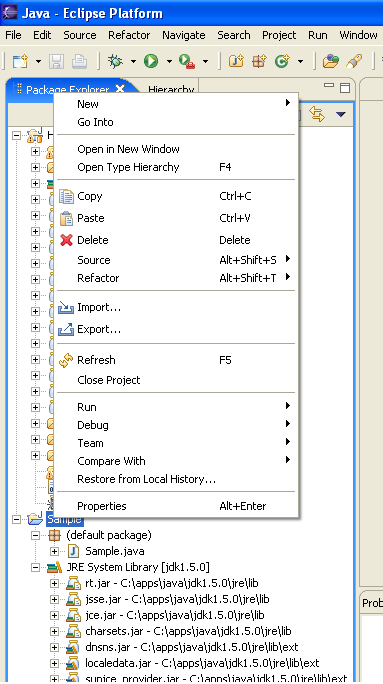 Java - Eclipse Platform
File Edit Source Refactor Navigate Search Project Run Window
Package Explorer Hierarchy
New
Go Into
Open in New Window
Open Type Hierarchy F4
Copy Ctrl+C
Paste Ctrl+V
Delete Delete
Source Alt+Shift+S
Refactor Alt+Shift+T
Import...
Export...
Refresh F5
Close Project
Run
Debug
Team
Compare With
Restore from Local History...
Properties Alt+Enter
Sample
(default package)
Sample.java
JRE System Library [jdk1.5.0]
rt.jar - C:\apps\java\jdk1.5.0\jre\lib
jsse.jar - C:\apps\java\jdk1.5.0\jre\lib
jce.jar - C:\apps\java\jdk1.5.0\jre\lib
charsets.jar - C:\apps\java\jdk1.5.0\jre\lib
dnsns.jar - C:\apps\java\jdk1.5.0\jre\lib\ext
localedata.jar - C:\apps\java\jdk1.5.0\jre\lib\ext
sunjce_provider.jar - C:\apps\java\jdk1.5.0\jre
Prob